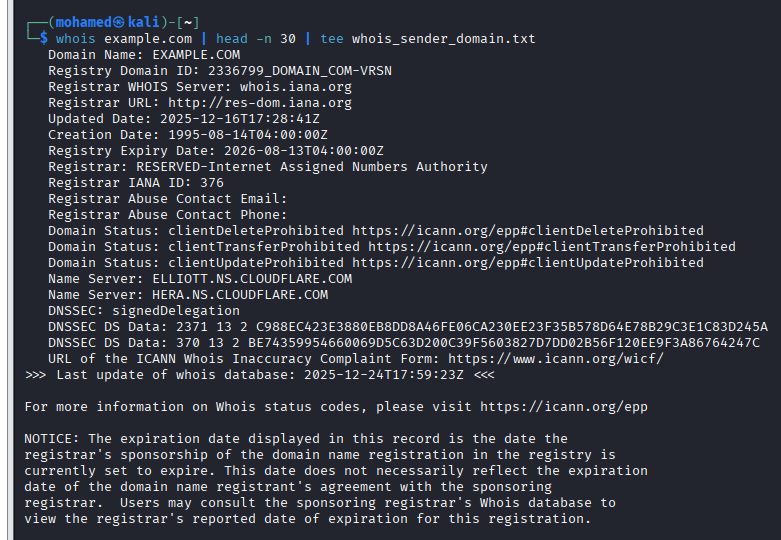 ┌──(mohamed㉿kali)-[~]
└─$ whois example.com | head -n 30 | tee whois_sender_domain.txt
Domain Name: EXAMPLE.COM
Registry Domain ID: 2336799_DOMAIN_COM-VRSN
Registrar WHOIS Server: whois.iana.org
Registrar URL: http://res-dom.iana.org
Updated Date: 2025-12-16T17:28:41Z
Creation Date: 1995-08-14T04:00:00Z
Registry Expiry Date: 2026-08-13T04:00:00Z
Registrar: RESERVED-Internet Assigned Numbers Authority
Registrar IANA ID: 376
Registrar Abuse Contact Email:
Registrar Abuse Contact Phone:
Domain Status: clientDeleteProhibited https://icann.org/epp#clientDeleteProhibited
Domain Status: clientTransferProhibited https://icann.org/epp#clientTransferProhibited
Domain Status: clientUpdateProhibited https://icann.org/epp#clientUpdateProhibited
Name Server: ELLIOTT.NS.CLOUDFLARE.COM
Name Server: HERA.NS.CLOUDFLARE.COM
DNSSEC: signedDelegation
DNSSEC DS Data: 2371 13 2 C988EC423E3880EB8DD8A46FE06CA230EE23F35B578D64E78B29C3E1C83D245A
DNSSEC DS Data: 370 13 2 BE74359954660069D5C63D200C39F5603827D7DD02B56F120EE9F3A86764247C
URL of the ICANN Whois Inaccuracy Complaint Form: https://www.icann.org/wicf/
>>> Last update of whois database: 2025-12-24T17:59:23Z <<<
For more information on Whois status codes, please visit https://icann.org/epp
NOTICE: The expiration date displayed in this record is the date the
registrar's sponsorship of the domain name registration in the registry is
currently set to expire. This date does not necessarily reflect the expiration
date of the domain name registrant's agreement with the sponsoring
registrar.  Users may consult the sponsoring registrar's Whois database to
view the registrar's reported date of expiration for this registration.